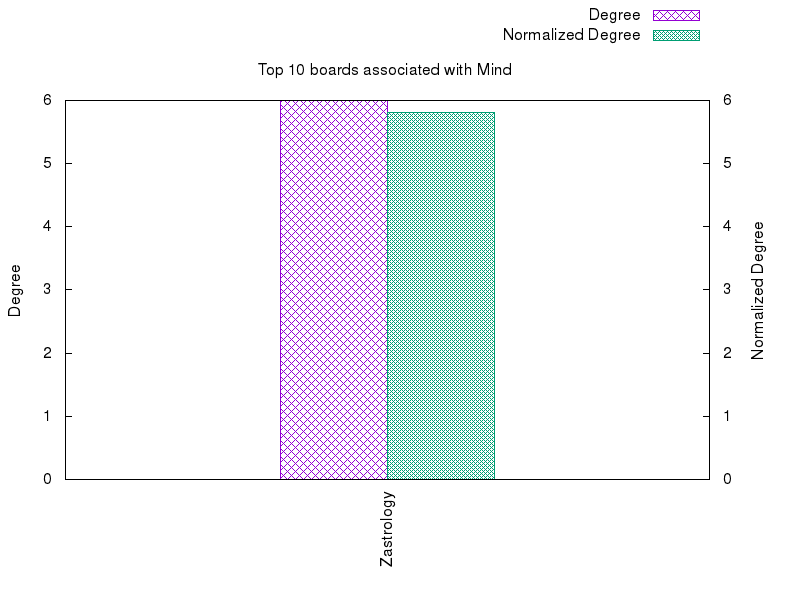 Degree
Normalized Degree
Top 10 boards associated with Mind
6 6
5 5
4 4
3 3
2 2
1 1
0 0
Degree
Normalized Degree
Zastrology